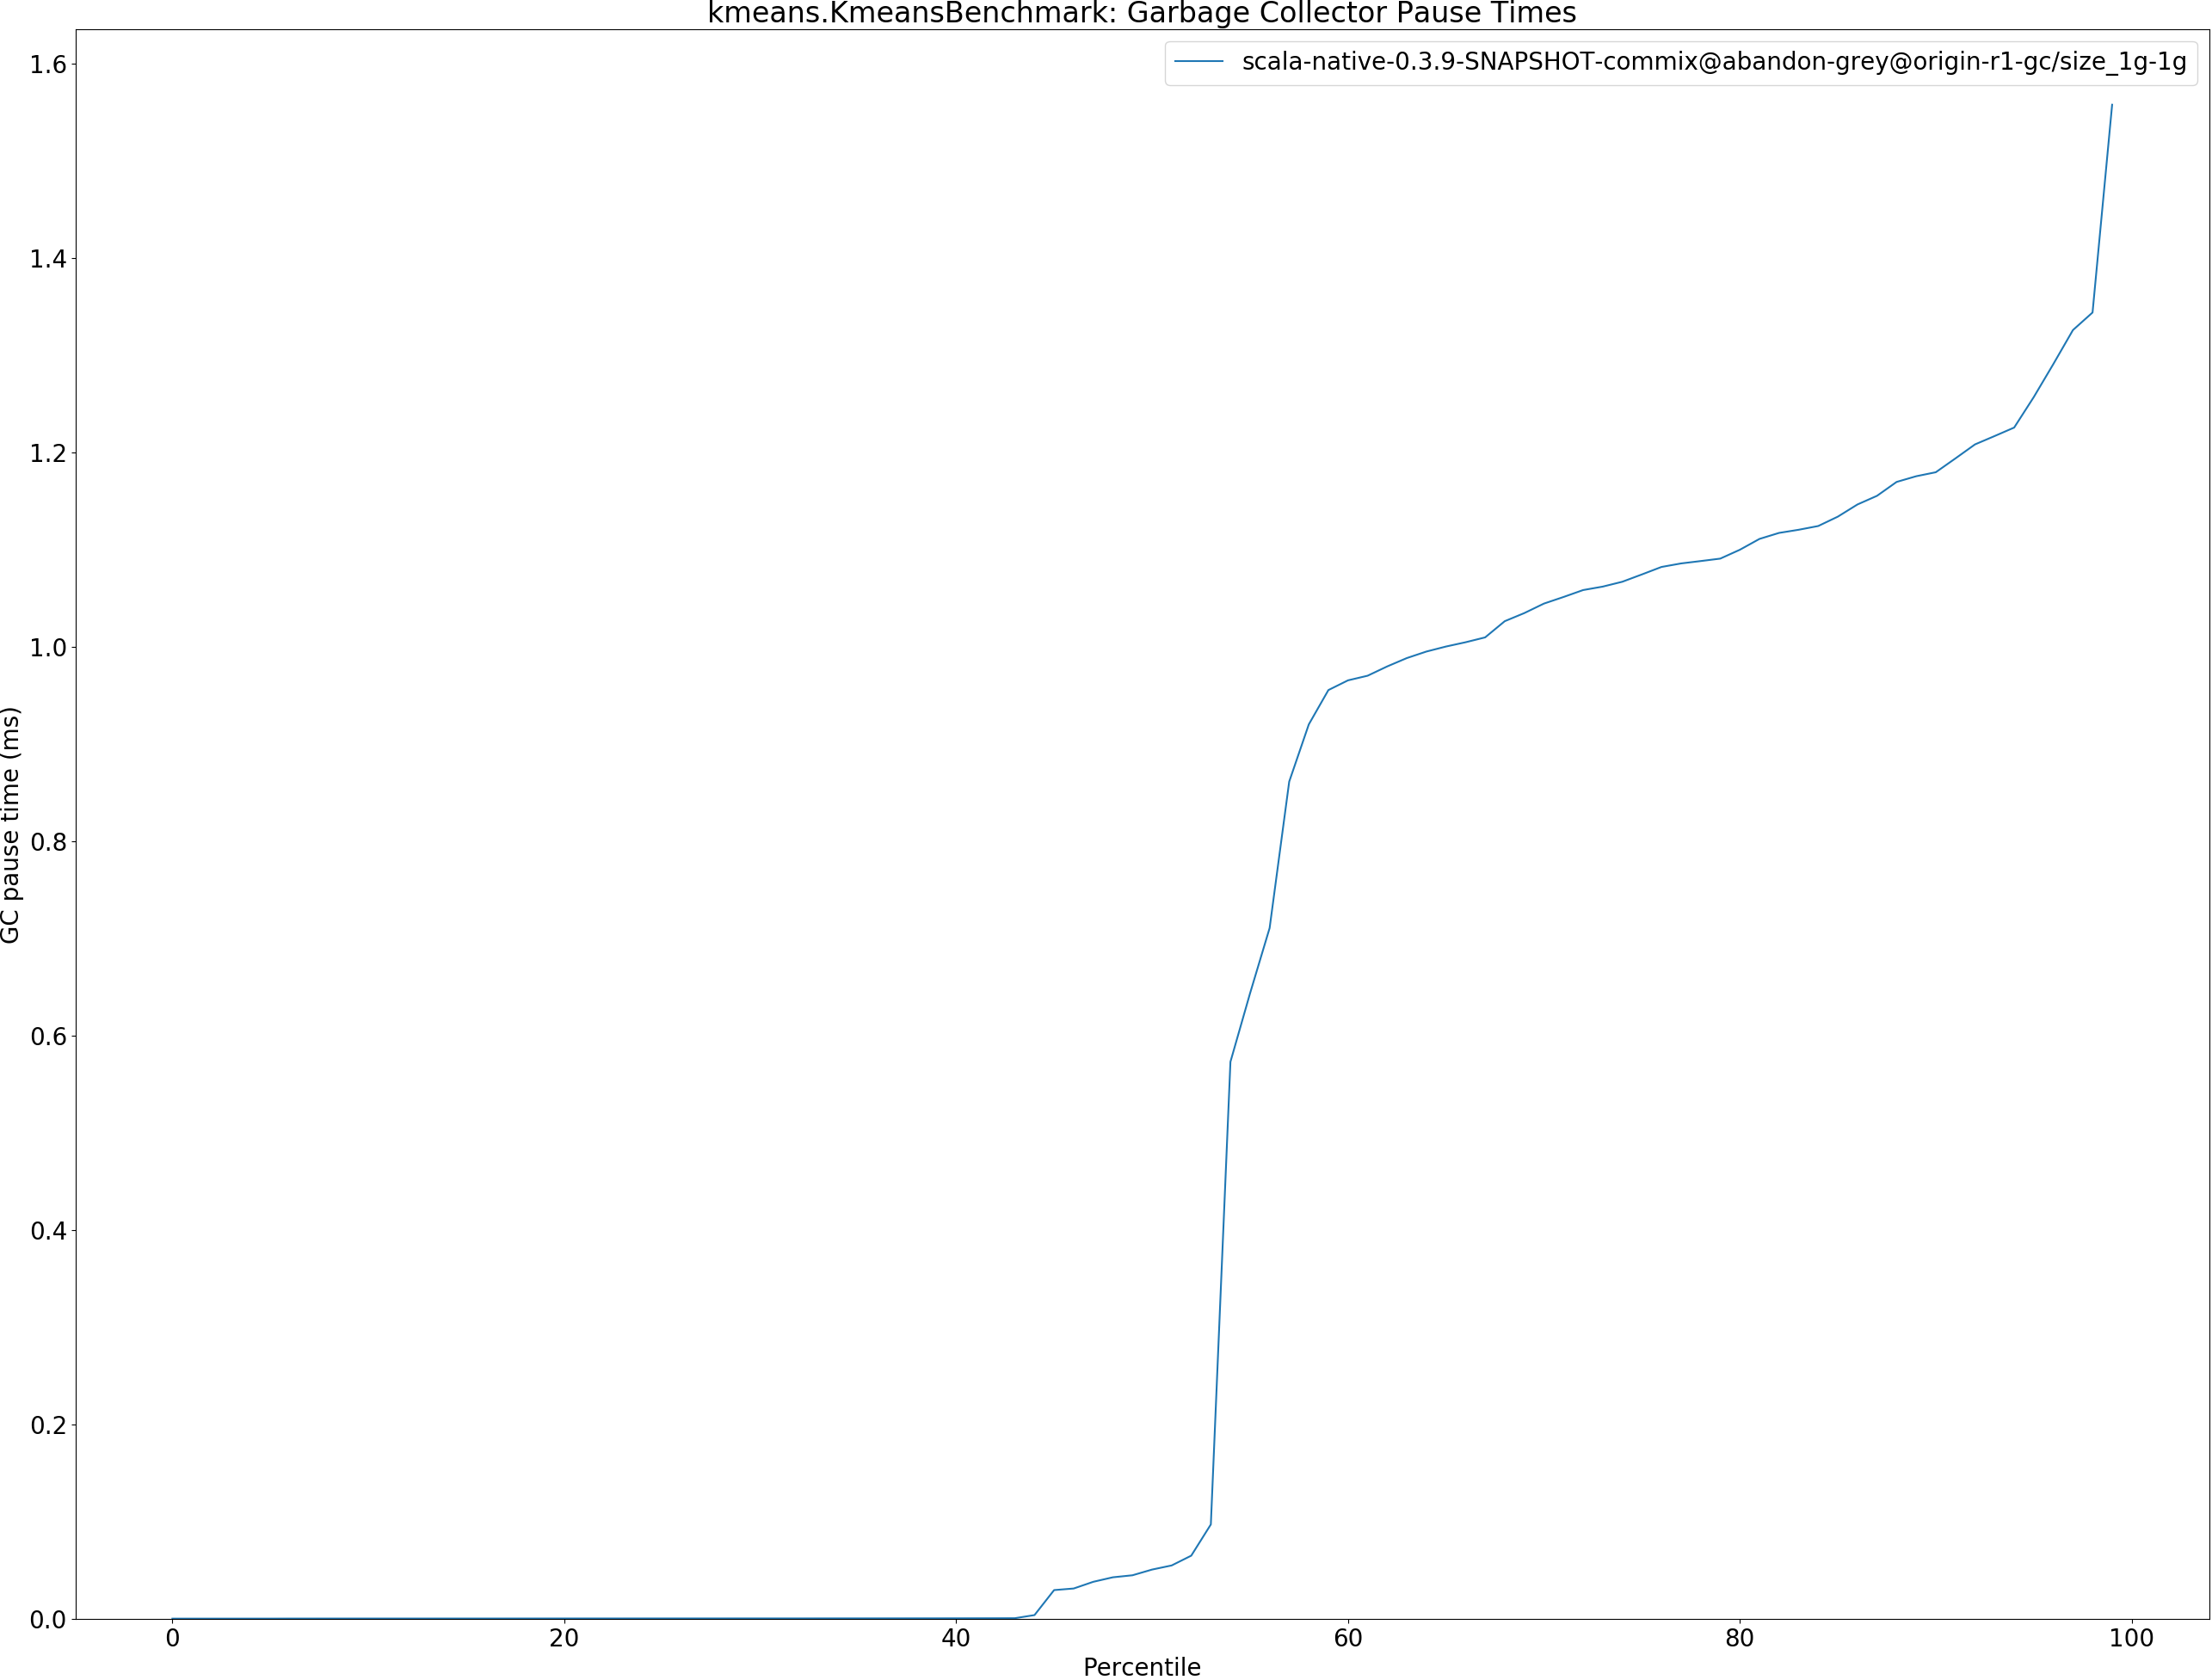 kmeans.KmeansBenchmark: Garbage Collector Pause Times
scala-native-0.3.9-SNAPSHOT-commix@abandon-grey@origin-r1-gc/size_1g-1g
GC pause time (ms)
1.6
1.4
1.2
1.0
0.8
0.6
0.4
0.2
0.0
0 20 40 60 80 100
Percentile